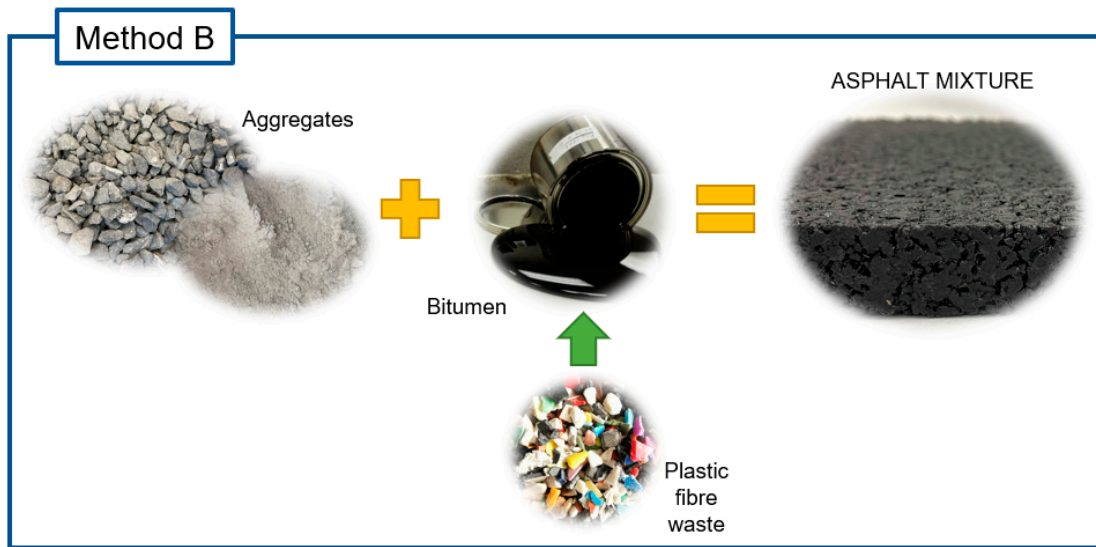 Method B
Aggregates
ASPHALT MIXTURE
Bitumen
Plastic
fibre
waste